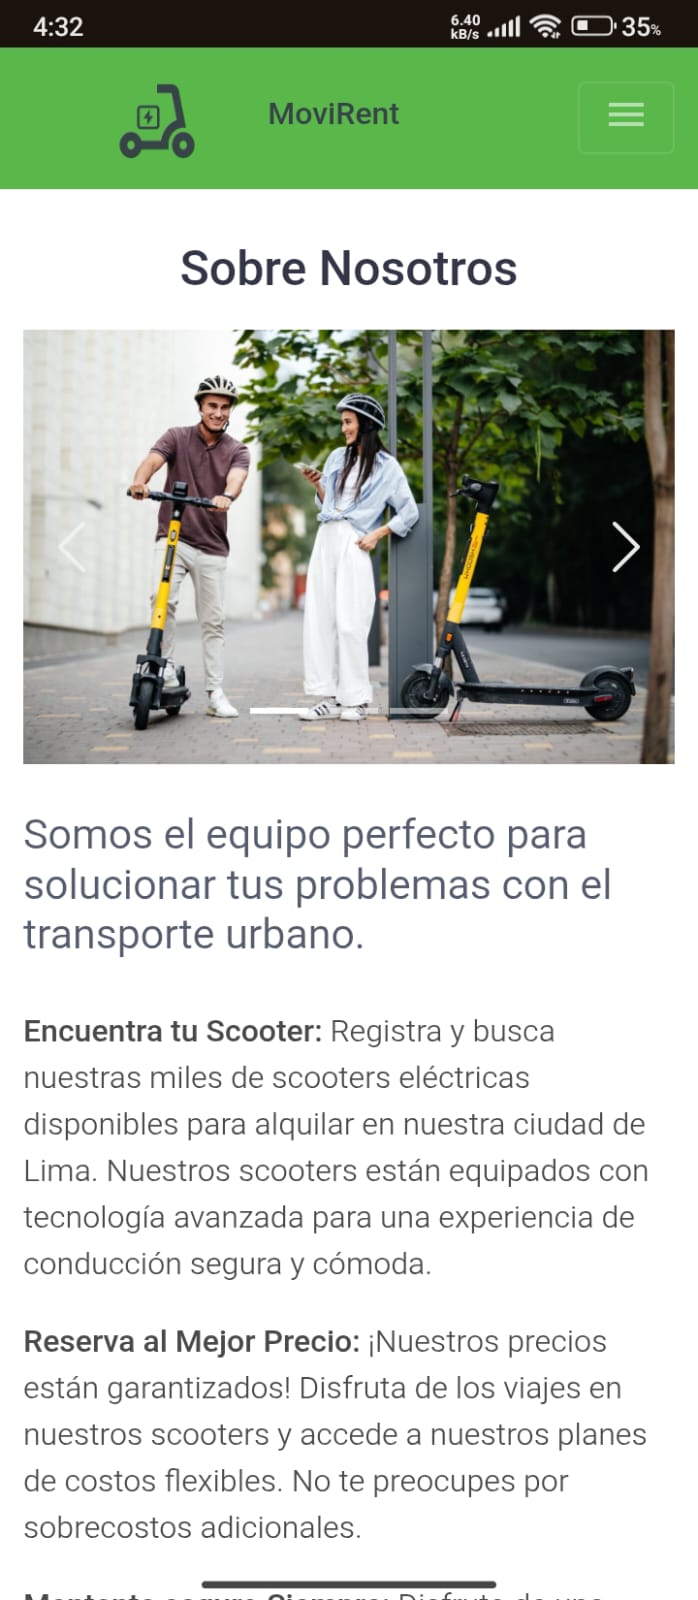 4:32
6.40
kB/s
35%
MoviRent
Sobre Nosotros
Somos el equipo perfecto para
solucionar tus problemas con el
transporte urbano.
Encuentra tu Scooter: Registra y busca
nuestras miles de scooters eléctricas
disponibles para alquilar en nuestra ciudad de
Lima. Nuestros scooters están equipados con
tecnología avanzada para una experiencia de
conducción segura y cómoda.
Reserva al Mejor Precio: ¡Nuestros precios
están garantizados! Disfruta de los viajes en
nuestros scooters y accede a nuestros planes
de costos flexibles. No te preocupes por
sobrecostos adicionales.